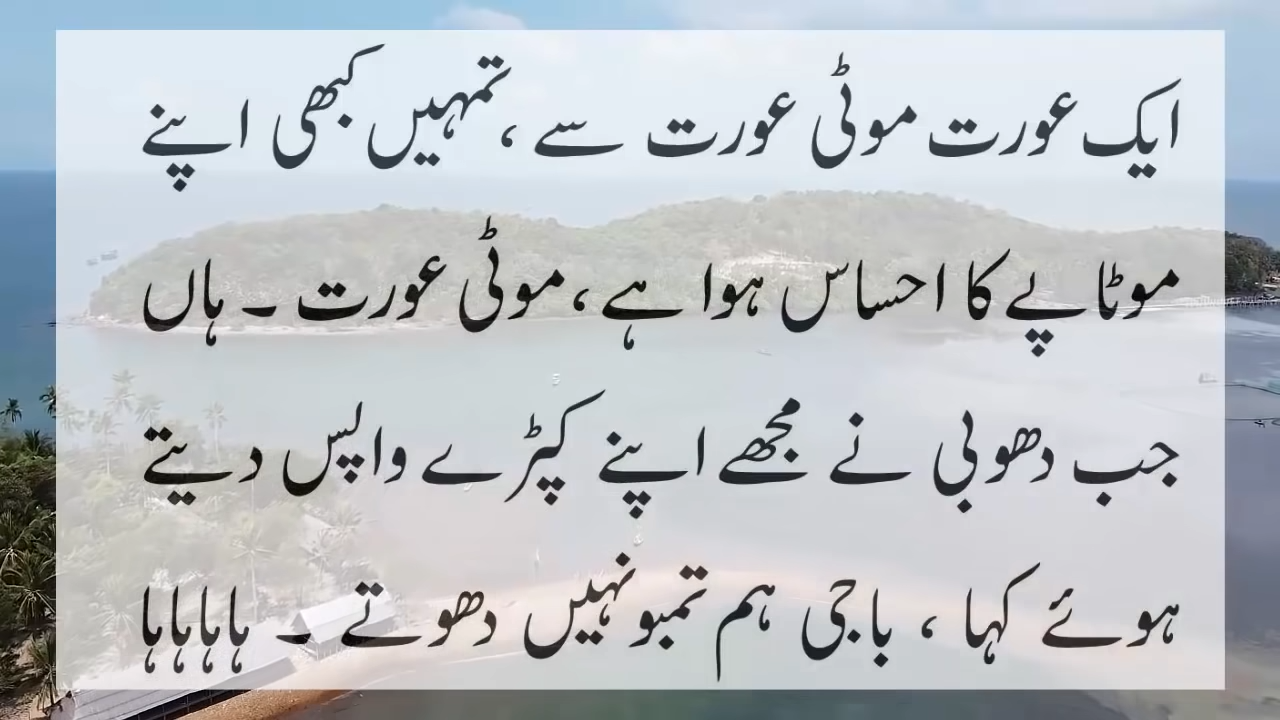 ایک عورت موٹی عورت سے ، تمہیں کبھی اپنے
موٹاپے کا احساس ہوا ہے ، موٹی عورت ۔ ہاں
جب دھوبی نے مجھے اپنے کپڑے واپس دیتے
ہوئے کہا ، باجی ہم تمبو نہیں دھوتے ۔ ہاہاہاہا